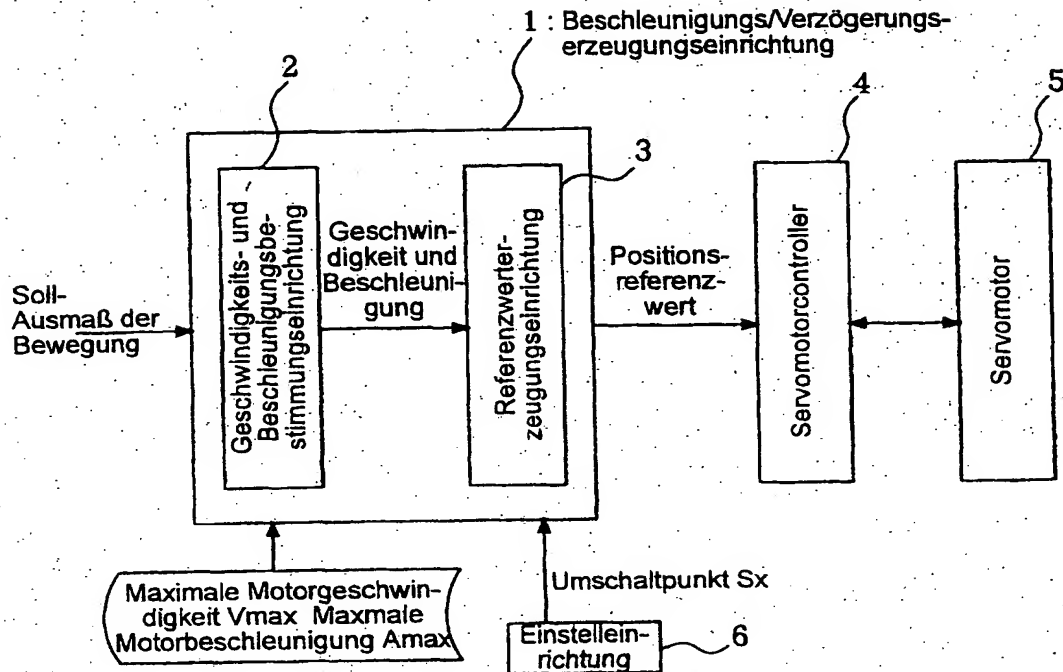 1 : Beschleunigungs/Verzögerungs-
erzeugungseinrichtung
2
3
4
5
Soll-
Ausmaß der
Bewegung
Geschwindigkeits- und
Beschleunigungsbe-
stimmungseinrichtung
Geschwin-
digkeit und
Beschleuni-
gung
Referenzwerter-
zeugungseinrichtung
Positions-
referenz-
wert
Servomotorcontroller
Servomotor
Maximale Motorgeschwin-
digkeit Vmax Maxmale
Motorbeschleunigung Amax
Umschaltpunkt Sx
Einstellein-
richtung
6